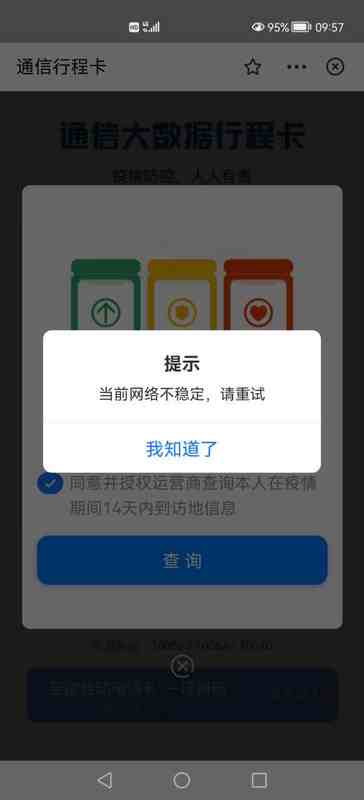 HD
95%
09:57
通信行程卡
通信大数据行程卡
疫情防控，人人有责
提示
当前网络不稳定，请重试
我知道了
同意并授权运营商查询本人在疫情
期间14天内到访地信息
查 询